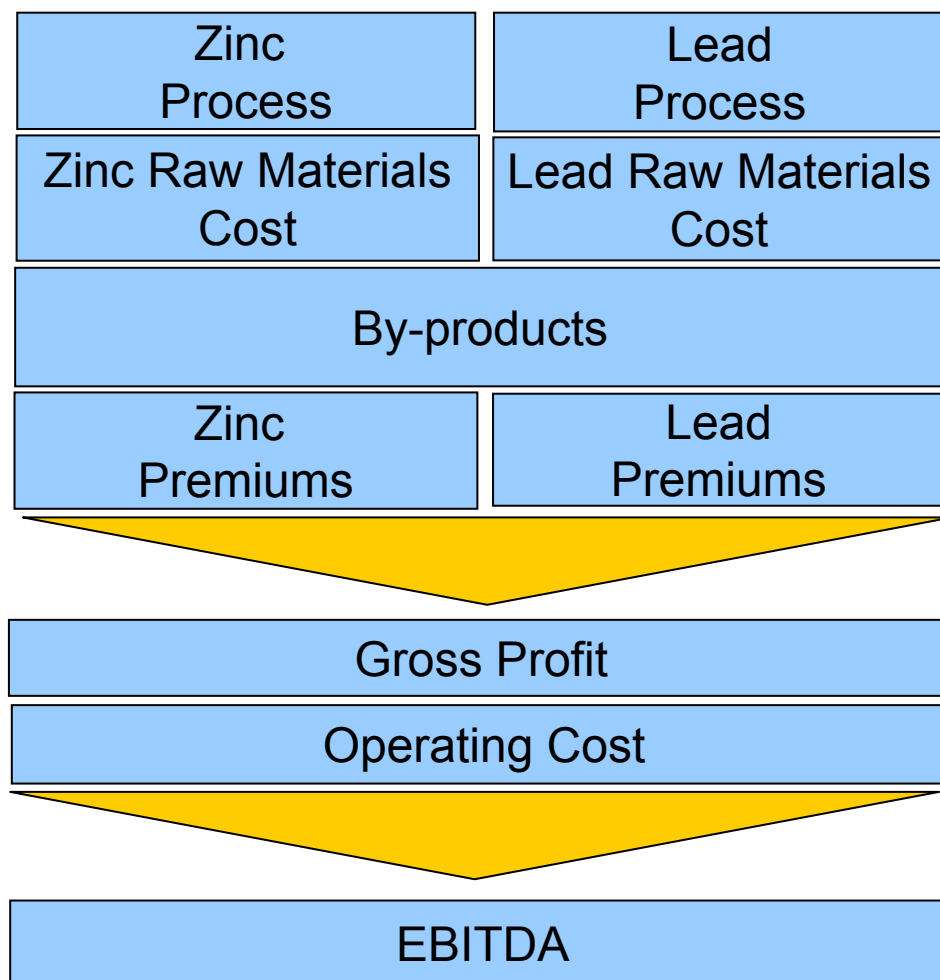 Zinc
Process
Lead
Process
Zinc Raw Materials
Cost
Lead Raw Materials
Cost
By-products
Zinc
Premiums
Lead
Premiums
Gross Profit
Operating Cost
EBITDA